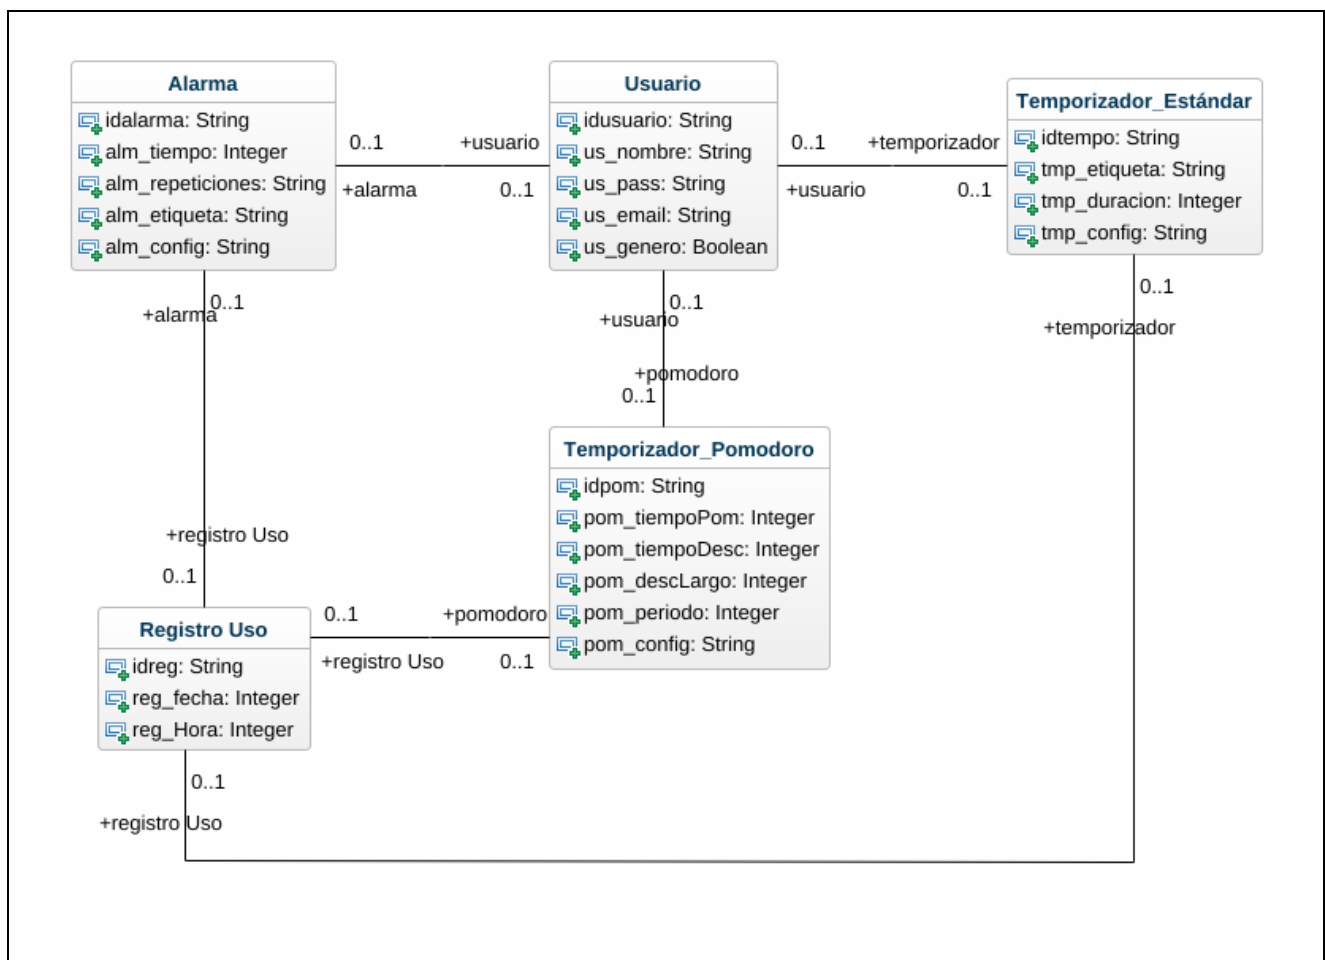 Alarma
idalarma: String
alm_tiempo: Integer
alm_repeticiones: String
alm_etiqueta: String
alm_config: String
0..1
+usuario
+alarma
0..1
Usuario
idusuario: String
us_nombre: String
us_pass: String
us_email: String
us_genero: Boolean
0..1
+temporizador
+usuario
0..1
Temporizador_Estándar
idtempo: String
tmp_etiqueta: String
tmp_duracion: Integer
tmp_config: String
0..1
+alarma
0..1
+usuario
0..1
+temporizador
+pomodoro
0..1
Temporizador_Pomodoro
idpom: String
pom_tiempoPom: Integer
pom_tiempoDesc: Integer
pom_descLargo: Integer
pom_periodo: Integer
pom_config: String
+registro Uso
0..1
Registro Uso
idreg: String
reg_fecha: Integer
reg_Hora: Integer
0..1
+pomodoro
+registro Uso
0..1
0..1
+registro Uso